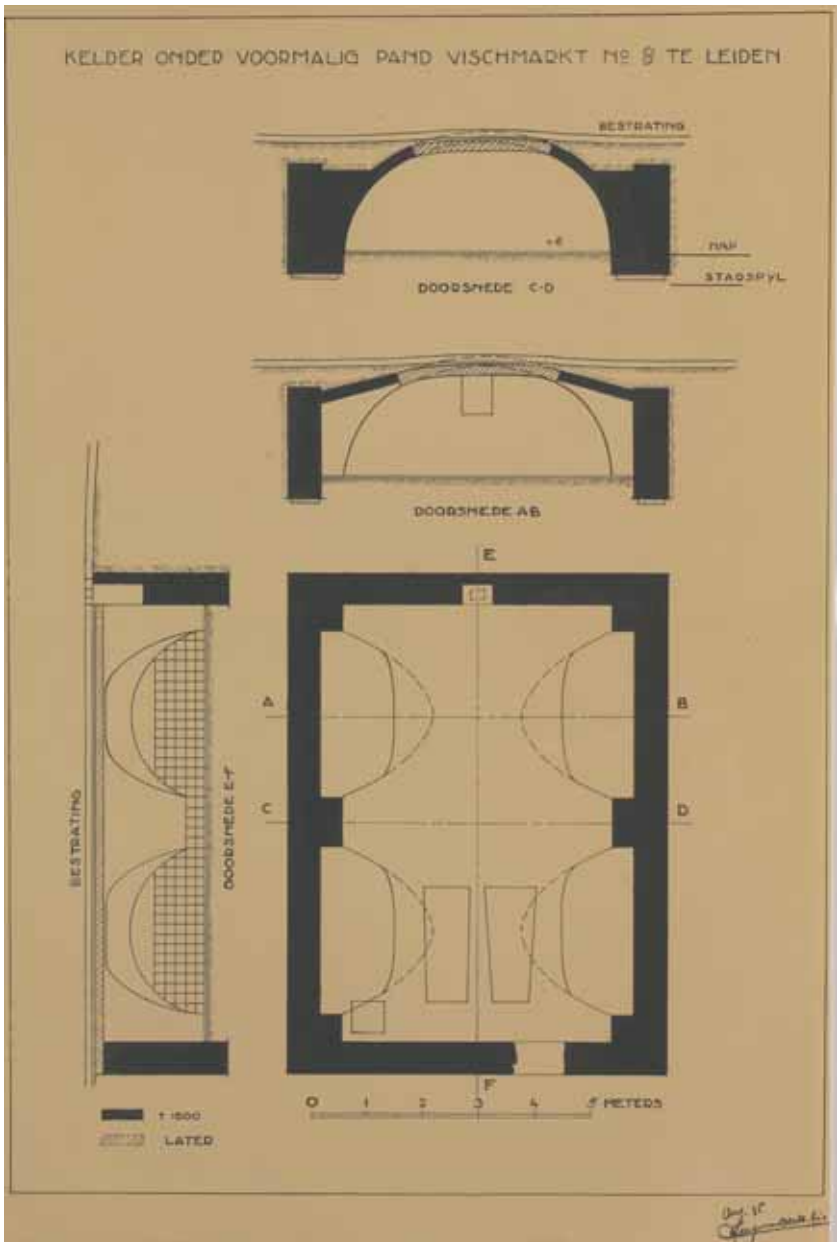 KELDER ONDER VOORMALIG PAND VISCHMARKT Nº 8 TE LEIDEN
BESTRATING
+6
NAP
STADSPYL
DOORSNEDE C-D
DOORSNEDE AB
E
A
B
C
D
BESTRATING
DOORSNEDE E-F
F
0 1 2 3 4 5 METERS
± 1600
LATER